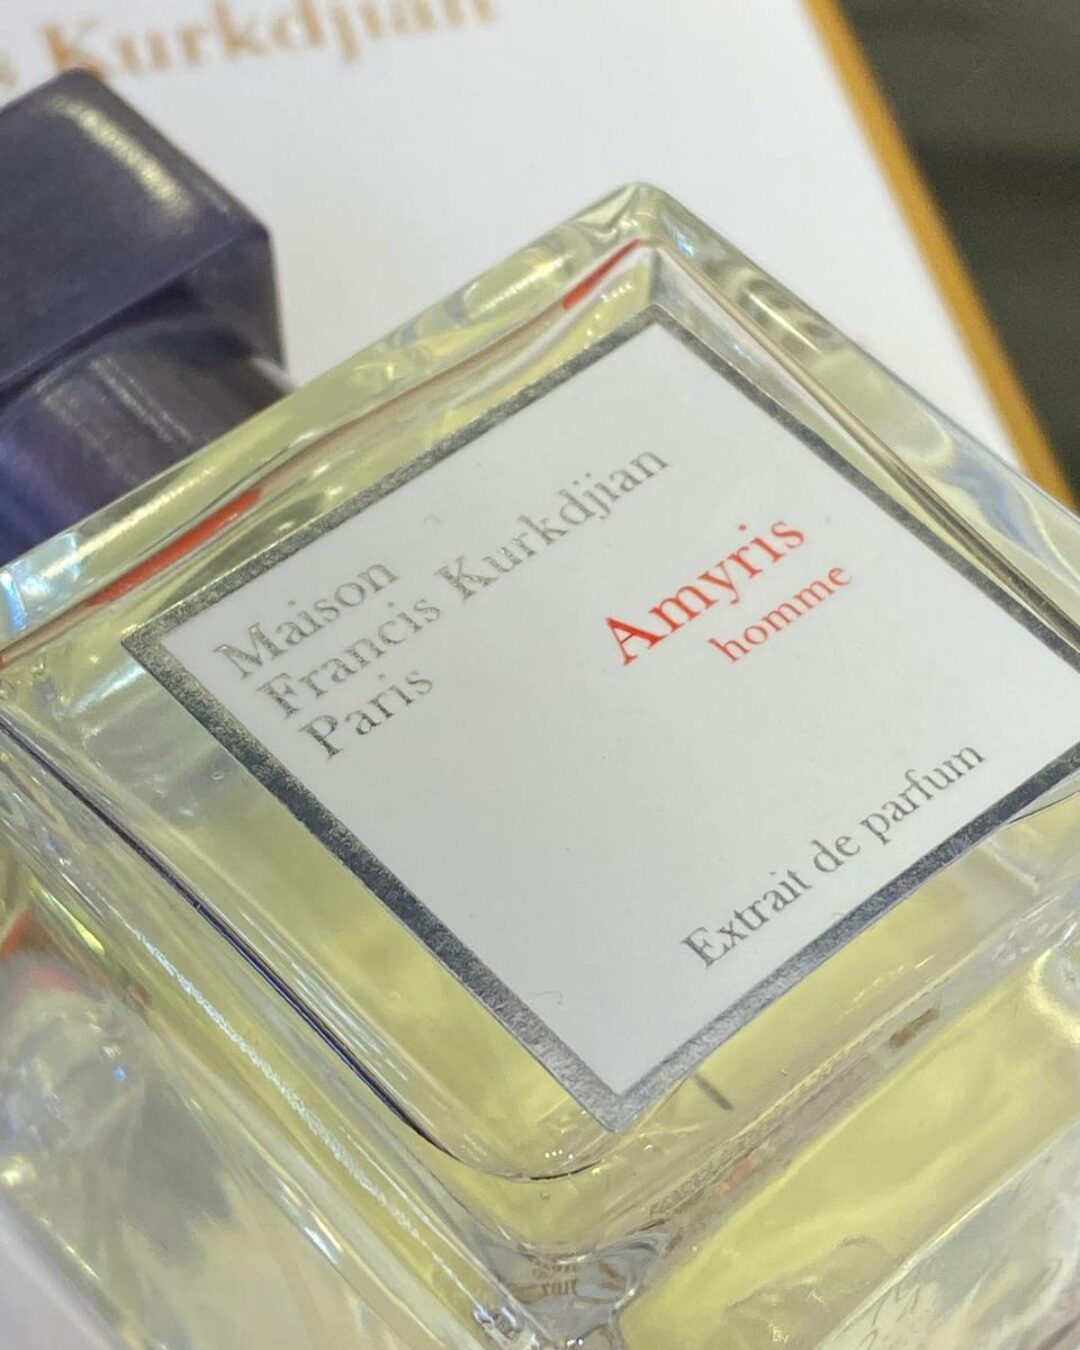 Kurkdjian
Maison
Francis Kurkdjian
Paris
Amyris
homme
Extrait de parfum